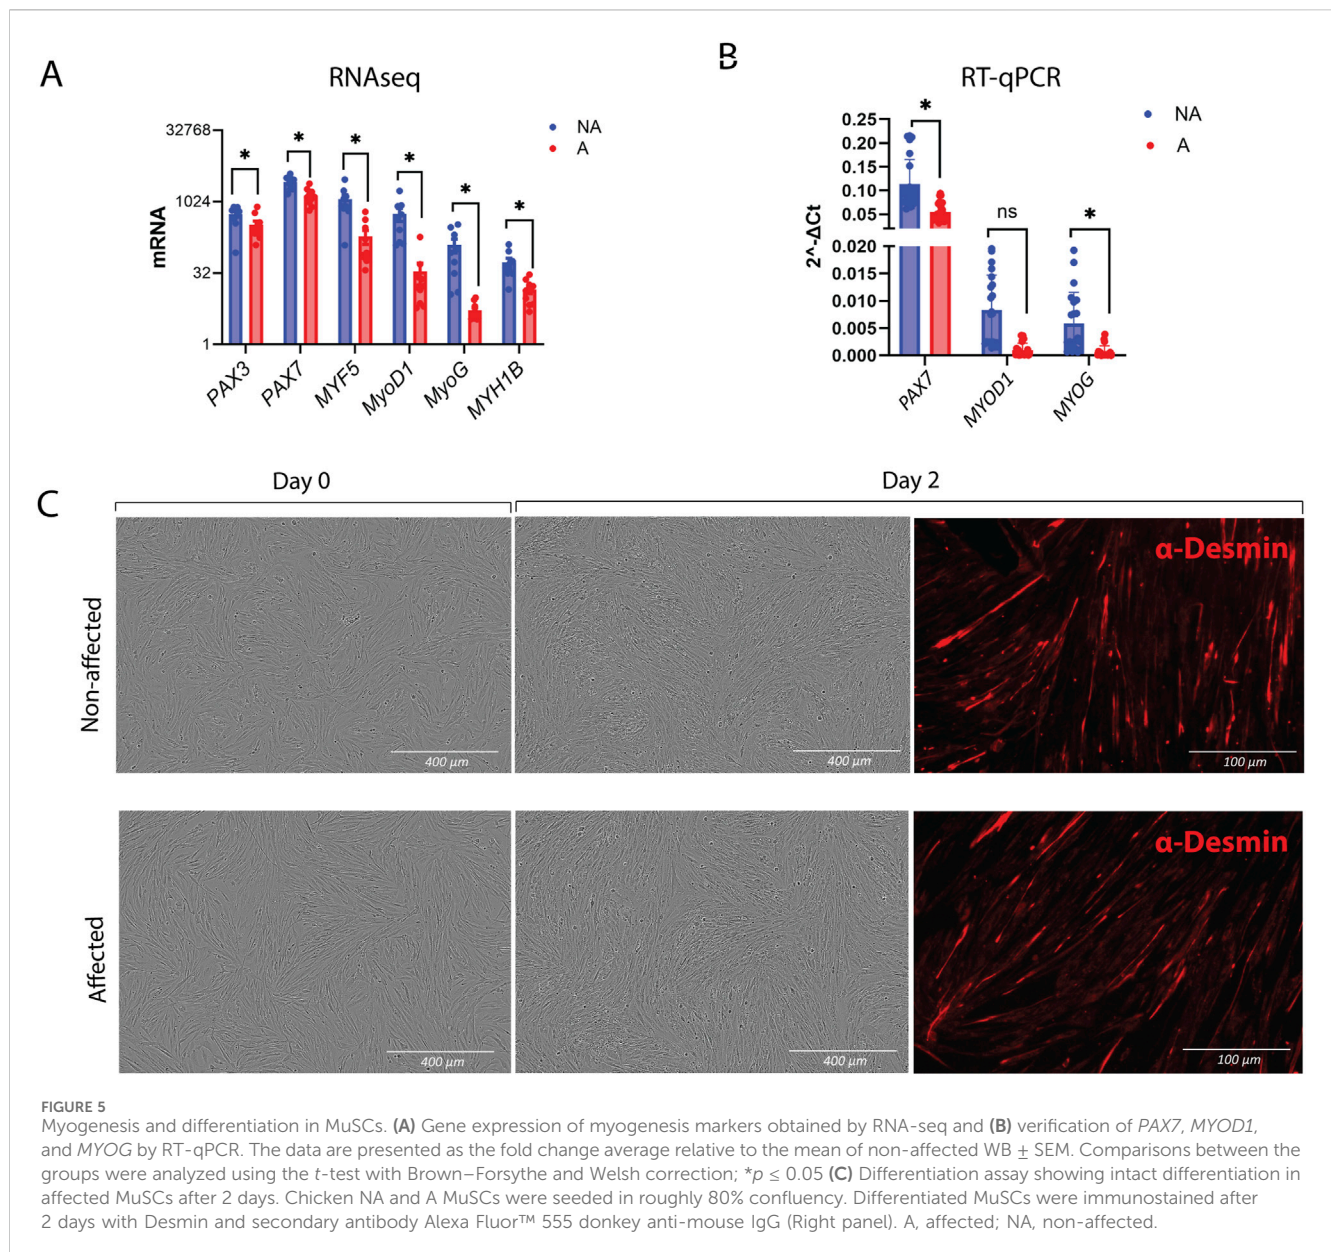 A
RNAseq
NA
A
mRNA
32768
1024
32
1
*
*
*
*
*
*
PAX3
PAX7
MYF5
MyoD1
MyoG
MYH1B
B
RT-qPCR
NA
A
2^-ΔCt
0.25
0.20
0.15
0.10
0.05
0.020
0.015
0.010
0.005
0.000
*
ns
*
PAX7
MYOD1
MYOG
C
Day 0
Day 2
Non-affected
400 µm
400 µm
α-Desmin
100 µm
Affected
400 µm
400 µm
α-Desmin
100 µm
FIGURE 5
Myogenesis and differentiation in MuSCs. (A) Gene expression of myogenesis markers obtained by RNA-seq and (B) verification of PAX7, MYOD1,
and MYOG by RT-qPCR. The data are presented as the fold change average relative to the mean of non-affected WB ± SEM. Comparisons between the
groups were analyzed using the t-test with Brown–Forsythe and Welsh correction; *p ≤ 0.05 (C) Differentiation assay showing intact differentiation in
affected MuSCs after 2 days. Chicken NA and A MuSCs were seeded in roughly 80% confluency. Differentiated MuSCs were immunostained after
2 days with Desmin and secondary antibody Alexa Fluor™ 555 donkey anti-mouse IgG (Right panel). A, affected; NA, non-affected.